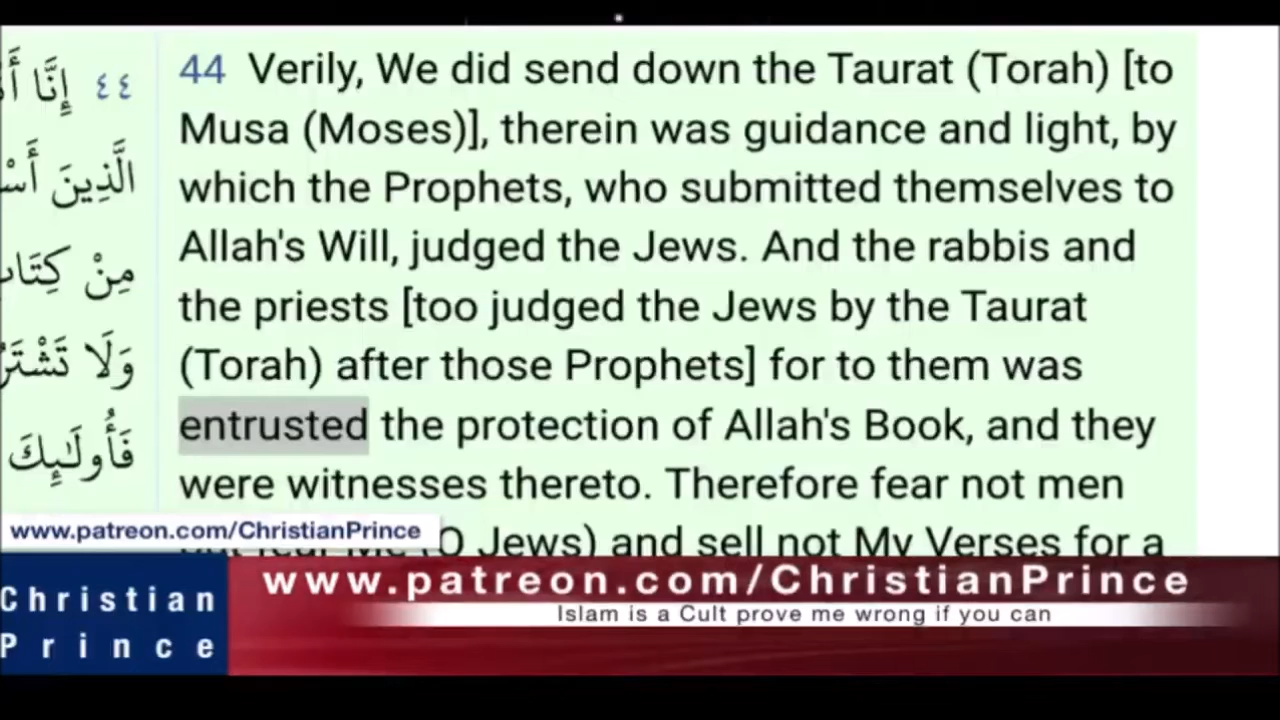 44 Verily, We did send down the Taurat (Torah) [to
Musa (Moses)], therein was guidance and light, by
which the Prophets, who submitted themselves to
Allah's Will, judged the Jews. And the rabbis and
the priests [too judged the Jews by the Taurat
(Torah) after those Prophets] for to them was
entrusted the protection of Allah's Book, and they
were witnesses thereto. Therefore fear not men
(O Jews) and sell not My Verses for a
٤٤ إِنَّا
الَّذِينَ
مِنْ
وَلَا
فَأُولَٰئِكَ
www.patreon.com/ChristianPrince
Christian
Prince
www.patreon.com/ChristianPrince
Islam is a Cult prove me wrong if you can